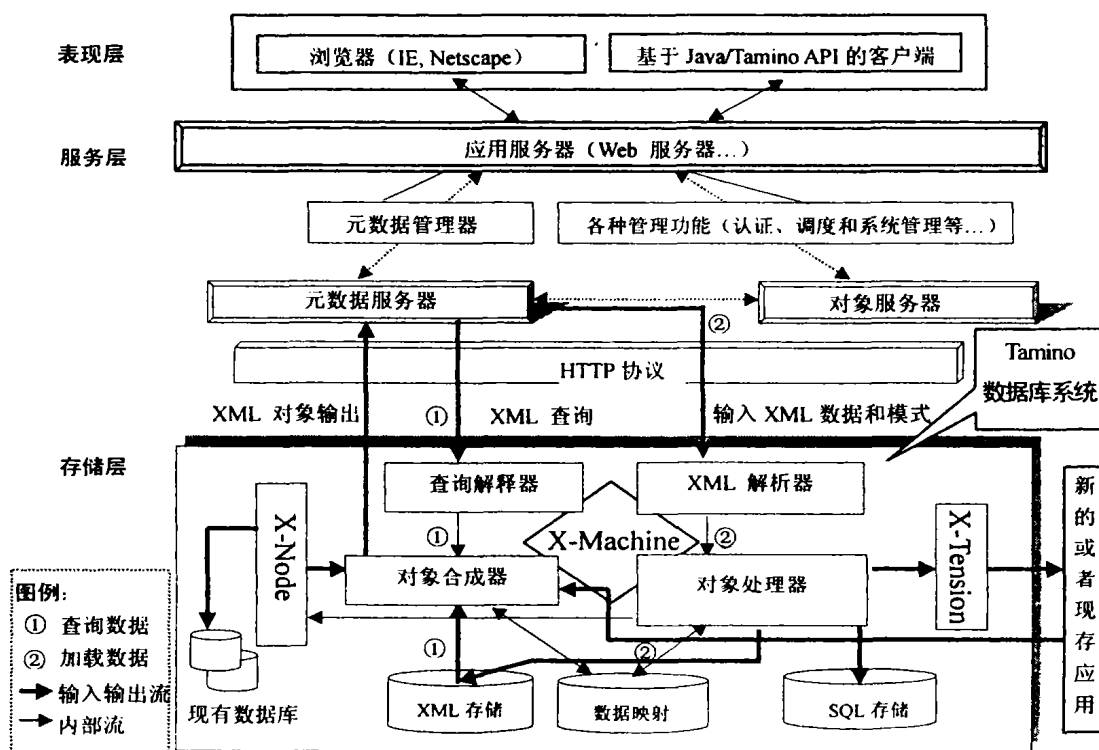 表现层
浏览器（IE, Netscape）
基于 Java/Tamino API 的客户端
服务层
应用服务器（Web 服务器...）
元数据管理器
各种管理功能（认证、调度和系统管理等...）
元数据服务器
对象服务器
②
Tamino
数据库系统
HTTP 协议
XML 对象输出
①
XML 查询
输入 XML 数据和模式
存储层
查询解释器
XML 解析器
X-Node
①
X-Machine
②
X-Tension
新的或者现存应用
对象合成器
对象处理器
图例：
① 查询数据
② 加载数据
输入输出流
内部流
①
②
现有数据库
XML 存储
数据映射
SQL 存储